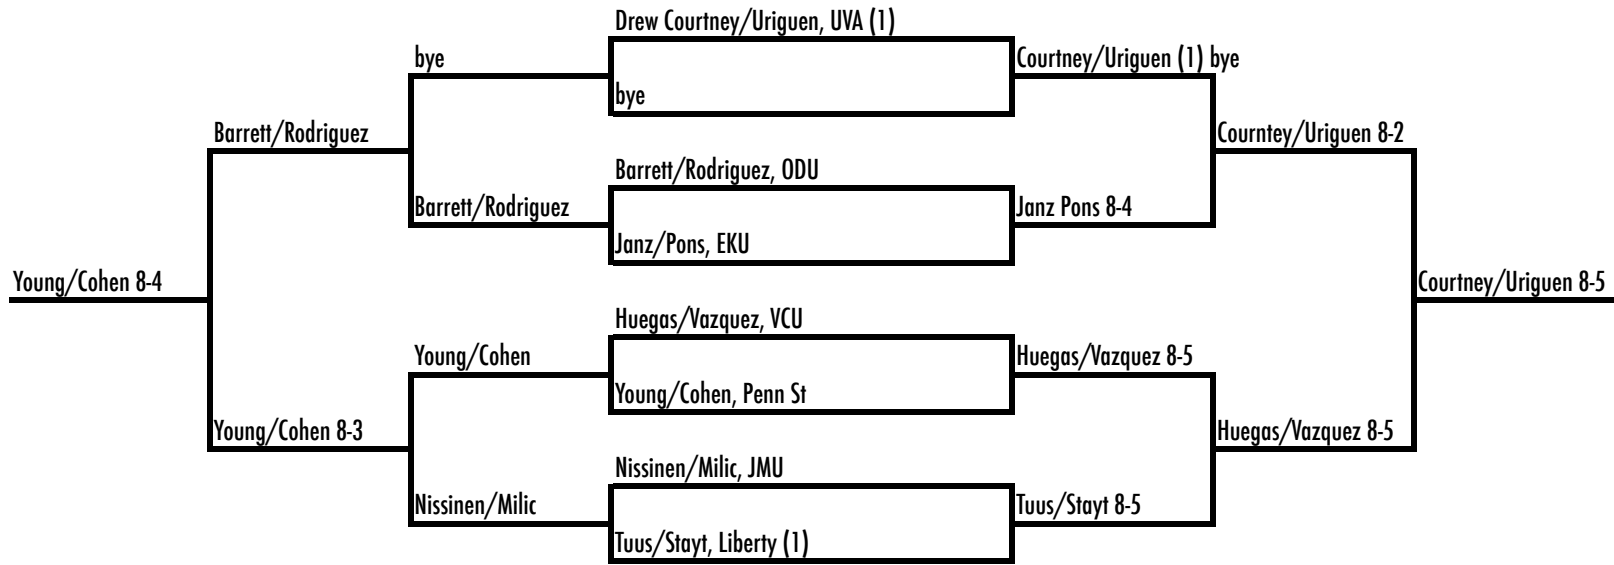 Drew Courtney/Uriguen, UVA (1)
bye
Courtney/Uriguen (1) bye
bye
Barrett/Rodriguez
Courntey/Uriguen 8-2
Barrett/Rodriguez, ODU
Barrett/Rodriguez
Janz Pons 8-4
Janz/Pons, EKU
Young/Cohen 8-4
Courtney/Uriguen 8-5
Huegas/Vazquez, VCU
Young/Cohen
Huegas/Vazquez 8-5
Young/Cohen, Penn St
Young/Cohen 8-3
Huegas/Vazquez 8-5
Nissinen/Milic, JMU
Nissinen/Milic
Tuus/Stayt 8-5
Tuus/Stayt, Liberty (1)